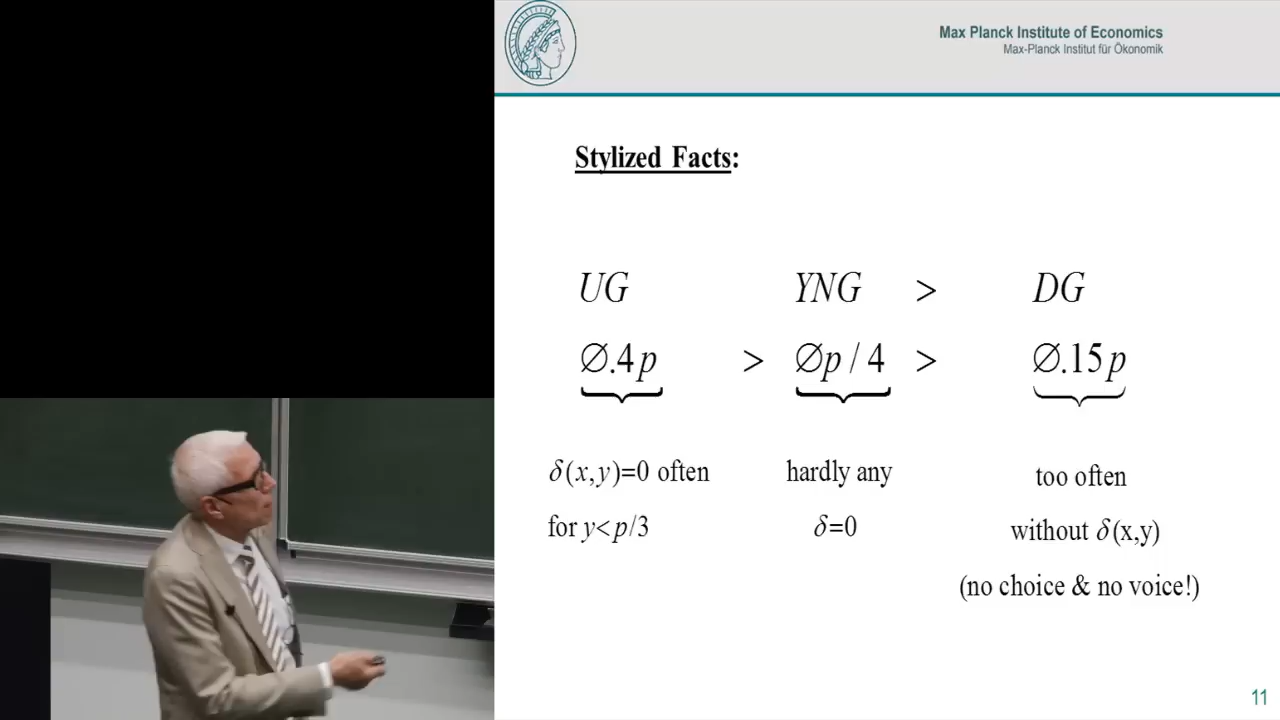 Max Planck Institute of Economics
Max-Planck Institut für Ökonomik
Stylized Facts:
UG YNG > DG
∅.4p > ∅p / 4 > ∅.15p
δ(x,y)=0 often hardly any too often
for y< p/3 δ=0 without δ(x,y)
(no choice & no voice!)
11